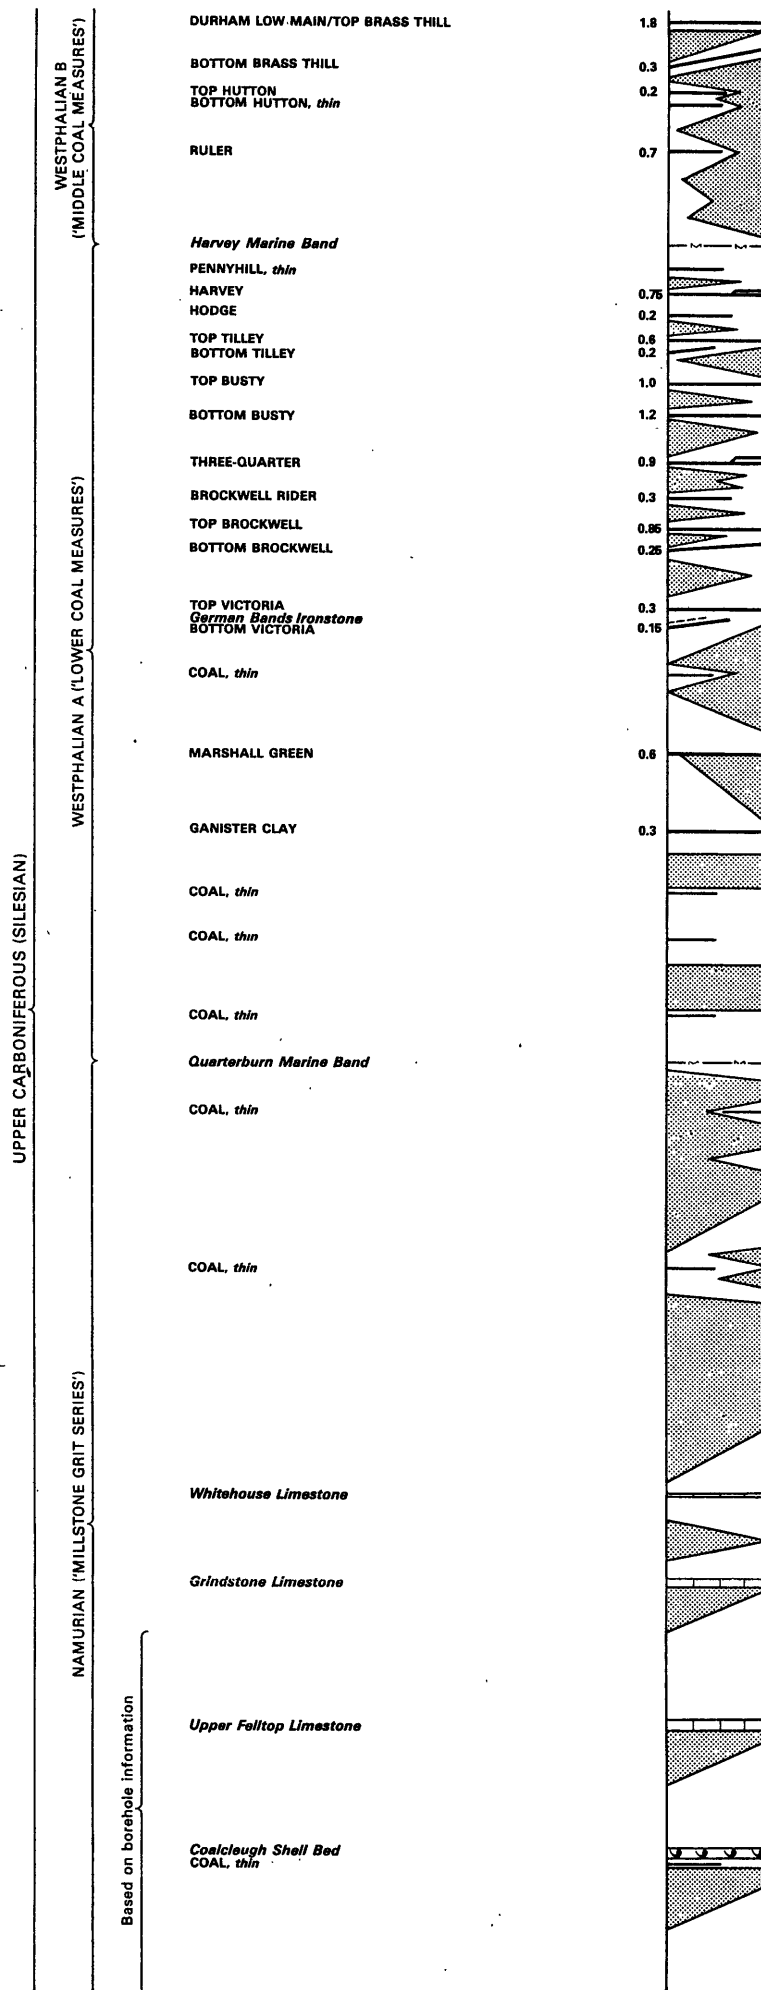 DURHAM LOW MAIN/TOP BRASS THILL 1.8
BOTTOM BRASS THILL 0.3
TOP HUTTON 0.2
BOTTOM HUTTON, thin
RULER 0.7
Harvey Marine Band M M
PENNYHILL, thin
HARVEY 0.75
HODGE 0.2
TOP TILLEY 0.6
BOTTOM TILLEY 0.2
TOP BUSTY 1.0
BOTTOM BUSTY 1.2
THREE-QUARTER 0.9
BROCKWELL RIDER 0.3
TOP BROCKWELL 0.85
BOTTOM BROCKWELL 0.25
TOP VICTORIA 0.3
German Bands Ironstone
BOTTOM VICTORIA 0.15
COAL, thin
MARSHALL GREEN 0.6
GANISTER CLAY 0.3
COAL, thin
COAL, thin
COAL, thin
Quarterburn Marine Band M M
COAL, thin
COAL, thin
Whitehouse Limestone
Grindstone Limestone
Upper Felltop Limestone
Coalcleugh Shell Bed
COAL, thin
UPPER CARBONIFEROUS (SILESIAN)
WESTPHALIAN B
('MIDDLE COAL MEASURES')
WESTPHALIAN A ('LOWER COAL MEASURES')
NAMURIAN ('MILLSTONE GRIT SERIES')
Based on borehole information